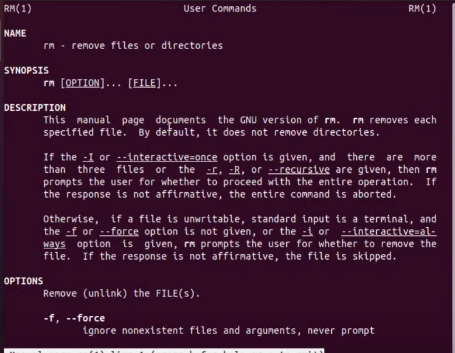 RM(1) User Commands RM(1)
NAME
rm - remove files or directories
SYNOPSIS
rm [OPTION]... [FILE]...
DESCRIPTION
This manual page documents the GNU version of rm. rm removes each
specified file. By default, it does not remove directories.
If the -I or --interactive=once option is given, and there are more
than three files or the -r, -R, or --recursive are given, then rm
prompts the user for whether to proceed with the entire operation. If
the response is not affirmative, the entire command is aborted.
Otherwise, if a file is unwritable, standard input is a terminal, and
the -f or --force option is not given, or the -i or --interactive=al-
ways option is given, rm prompts the user for whether to remove the
file. If the response is not affirmative, the file is skipped.
OPTIONS
Remove (unlink) the FILE(s).
-f, --force
ignore nonexistent files and arguments, never prompt